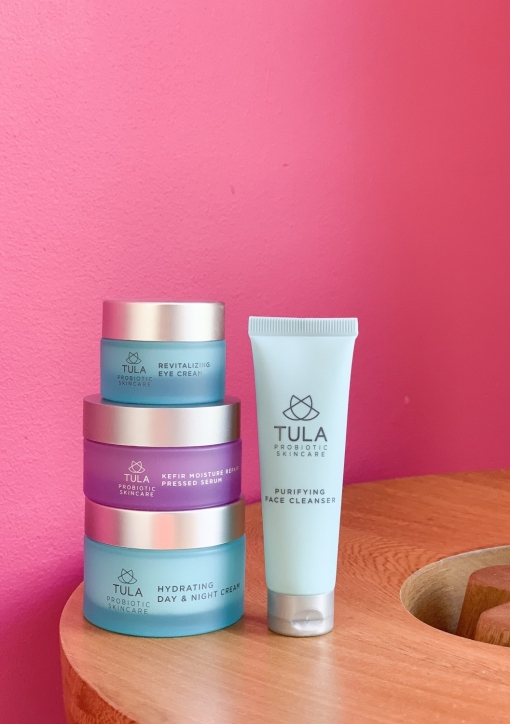 TULA
PROBIOTIC
SKINCARE
REVITALIZING
EYE CREAM
TULA
PROBIOTIC
SKINCARE
KEFIR MOISTURE REPAIR
PRESSED SERUM
TULA
PROBIOTIC
SKINCARE
HYDRATING
DAY & NIGHT CREAM
TULA
PROBIOTIC
SKINCARE
PURIFYING
FACE CLEANSER